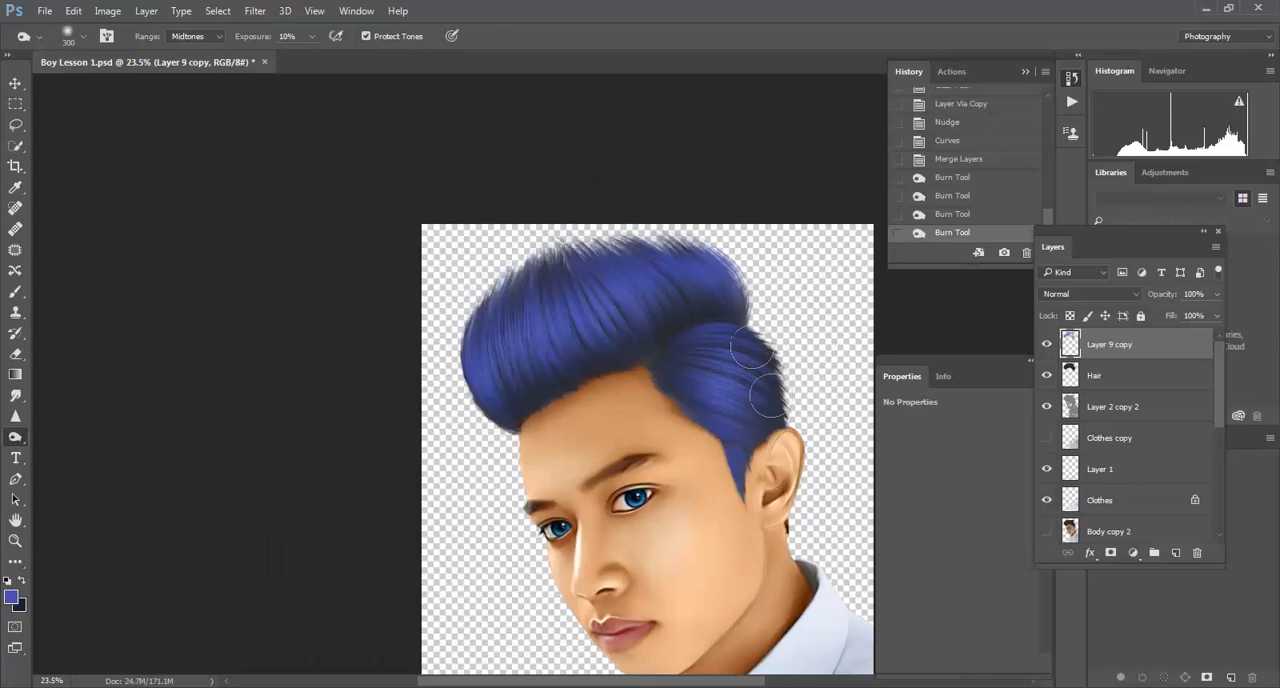 Ps File Edit Image Layer Type Select Filter 3D View Window Help
300 Range: Midtones Exposure: 10% Protect Tones Photography
Boy Lesson 1.psd @ 23.5% (Layer 9 copy, RGB/8#) *
History Actions
Layer Via Copy
Nudge
Curves
Merge Layers
Burn Tool
Burn Tool
Burn Tool
Burn Tool
Histogram Navigator
Libraries Adjustments
Layers
Kind
Normal Opacity: 100%
Lock: Fill: 100%
Layer 9 copy
Hair
Layer 2 copy 2
Clothes copy
Layer 1
Clothes
Body copy 2
fx
Properties Info
No Properties
T
23.5% Doc: 24.7M/171.1M